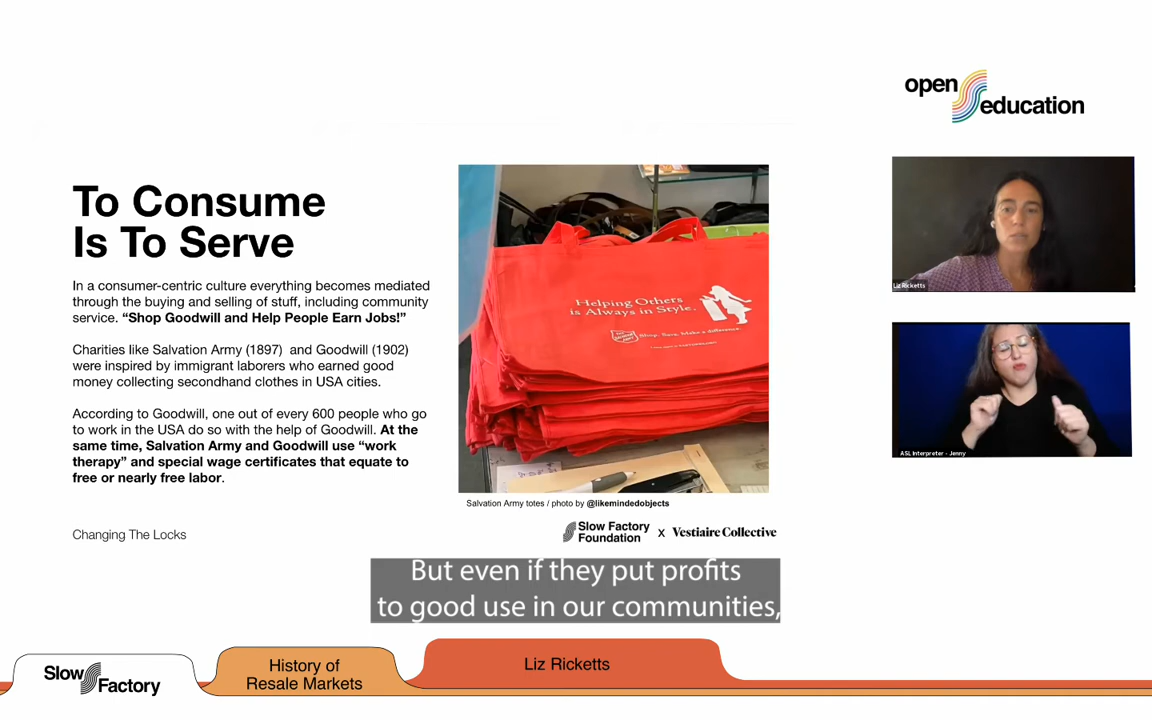 open
education
To Consume
Is To Serve
In a consumer-centric culture everything becomes mediated
through the buying and selling of stuff, including community
service. “Shop Goodwill and Help People Earn Jobs!”
Charities like Salvation Army (1897) and Goodwill (1902)
were inspired by immigrant laborers who earned good
money collecting secondhand clothes in USA cities.
According to Goodwill, one out of every 600 people who go
to work in the USA do so with the help of Goodwill. At the
same time, Salvation Army and Goodwill use “work
therapy” and special wage certificates that equate to
free or nearly free labor.
Helping Others
is Always in Style.
Shop. Save. Make a difference.
Salvation Army totes / photo by @likemindedobjects
Liz Ricketts
ASL Interpreter - Jenny
Changing The Locks
Slow Factory
Foundation
x
Vestiaire Collective
But even if they put profits
to good use in our communities,
Slow
Factory
History of
Resale Markets
Liz Ricketts